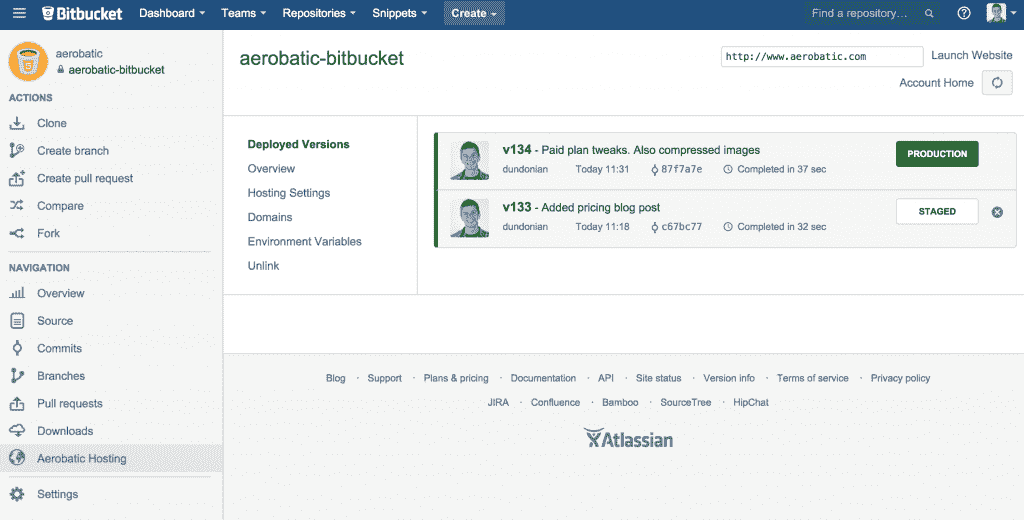 Bitbucket Dashboard Teams Repositories Snippets Create Find a repository...
aerobatic
aerobatic-bitbucket
ACTIONS
Clone
Create branch
Create pull request
Compare
Fork
NAVIGATION
Overview
Source
Commits
Branches
Pull requests
Downloads
Aerobatic Hosting
Settings
aerobatic-bitbucket
http://www.aerobatic.com Launch Website
Account Home
Deployed Versions
Overview
Hosting Settings
Domains
Environment Variables
Unlink
v134 - Paid plan tweaks. Also compressed images
dundonian Today 11:31 87f7a7e Completed in 37 sec
PRODUCTION
v133 - Added pricing blog post
dundonian Today 11:18 c67bc77 Completed in 32 sec
STAGED
Blog · Support · Plans & pricing · Documentation · API · Site status · Version info · Terms of service · Privacy policy
JIRA · Confluence · Bamboo · SourceTree · HipChat
Atlassian